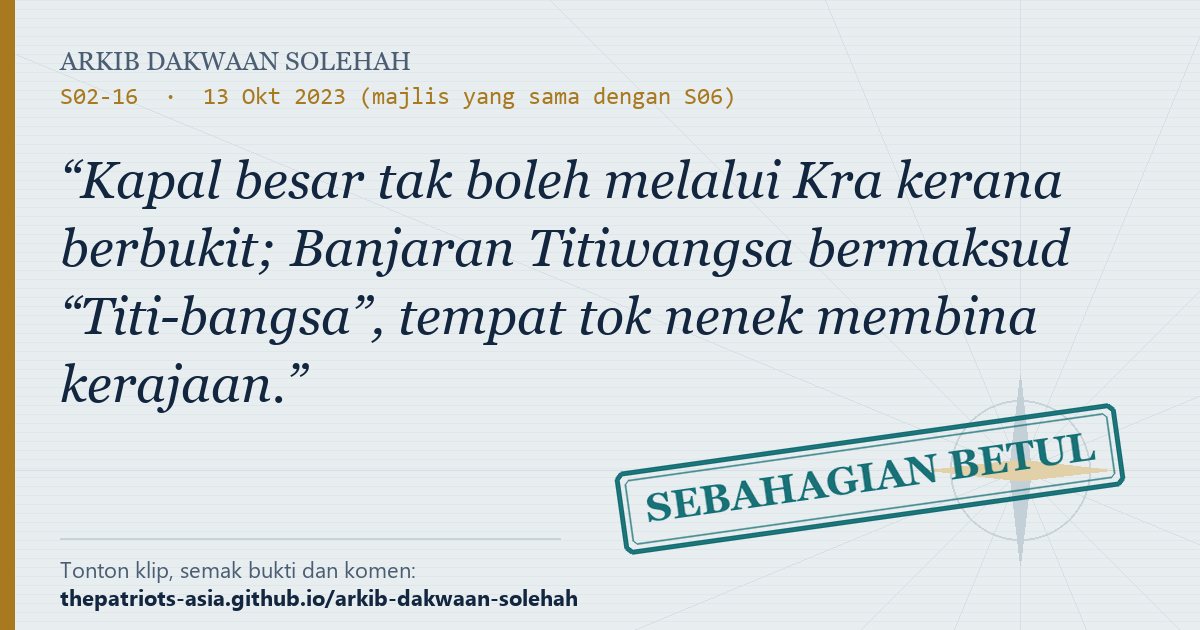 ARKIB DAKWAAN SOLEHAH
S02-16 · 13 Okt 2023 (majlis yang sama dengan S06)
“Kapal besar tak boleh melalui Kra kerana
berbukit; Banjaran Titiwangsa bermaksud
“Titi-bangsa”, tempat tok nenek membina
kerajaan.”
SEBAHAGIAN BETUL
Tonton klip, semak bukti dan komen:
thepatriots-asia.github.io/arkib-dakwaan-solehah